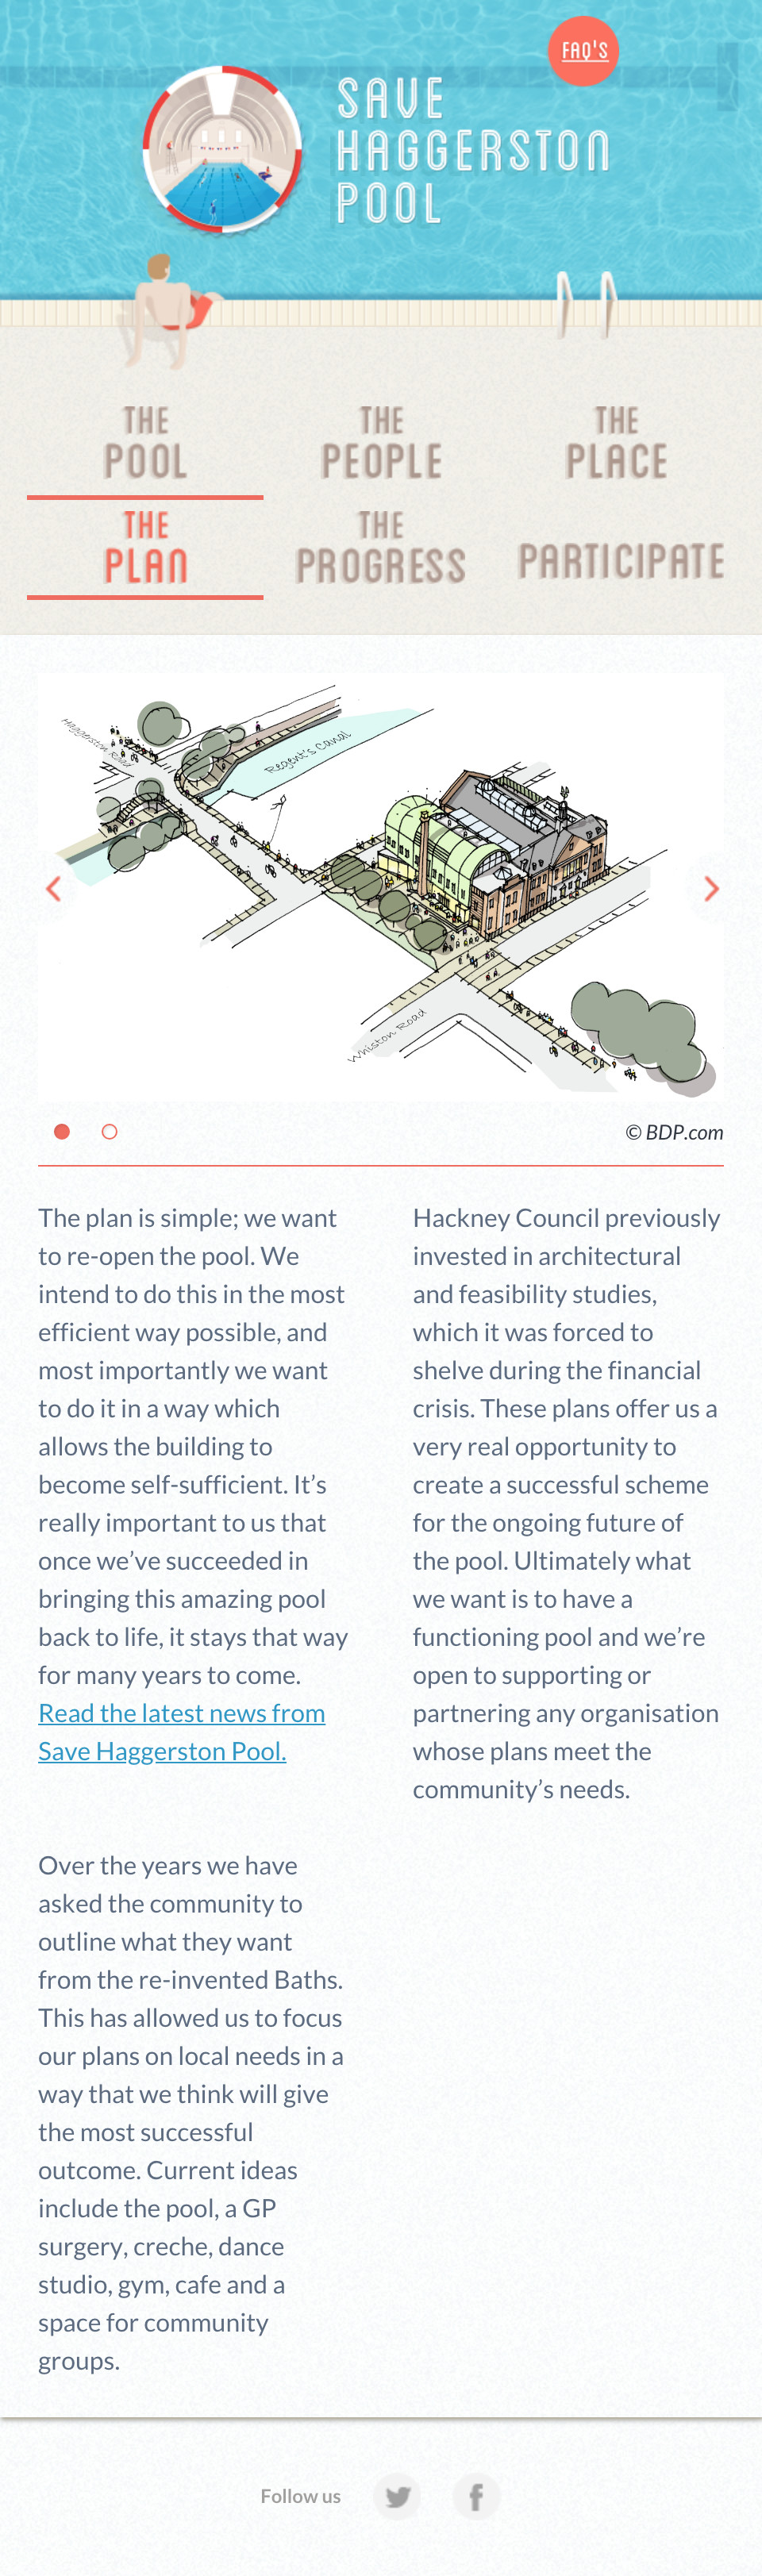 FAQ'S
SAVE
HAGGERSTON
POOL
THE
POOL
THE
PEOPLE
THE
PLACE
THE
PLAN
THE
PROGRESS
PARTICIPATE
Haggerston Road
Regent's Canal
Whiston Road
© BDP.com
The plan is simple; we want
to re-open the pool. We
intend to do this in the most
efficient way possible, and
most importantly we want
to do it in a way which
allows the building to
become self-sufficient. It’s
really important to us that
once we’ve succeeded in
bringing this amazing pool
back to life, it stays that way
for many years to come.
Read the latest news from
Save Haggerston Pool.
Hackney Council previously
invested in architectural
and feasibility studies,
which it was forced to
shelve during the financial
crisis. These plans offer us a
very real opportunity to
create a successful scheme
for the ongoing future of
the pool. Ultimately what
we want is to have a
functioning pool and we’re
open to supporting or
partnering any organisation
whose plans meet the
community’s needs.
Over the years we have
asked the community to
outline what they want
from the re-invented Baths.
This has allowed us to focus
our plans on local needs in a
way that we think will give
the most successful
outcome. Current ideas
include the pool, a GP
surgery, creche, dance
studio, gym, cafe and a
space for community
groups.
Follow us